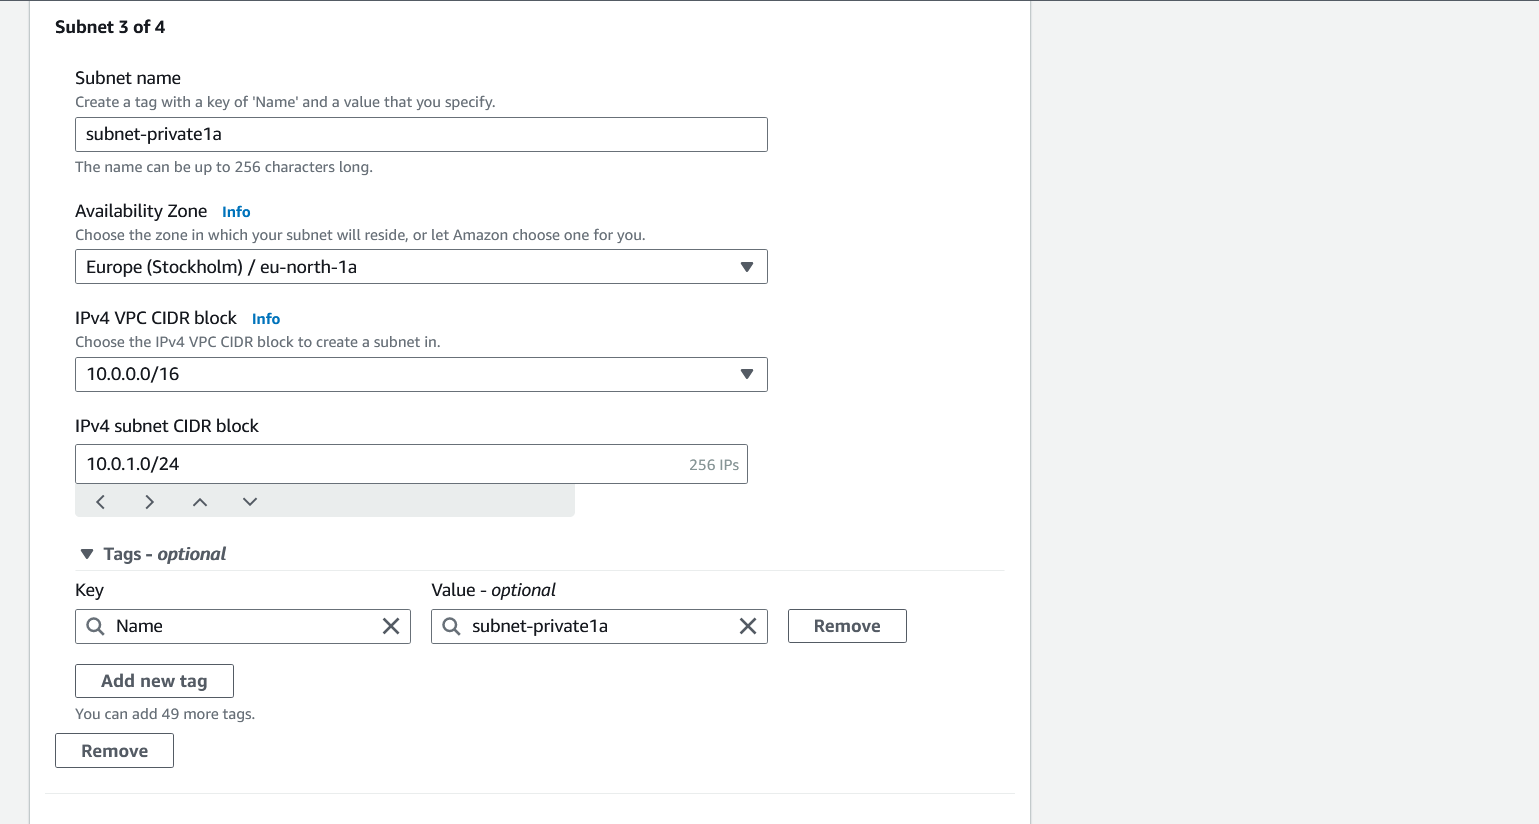 Subnet 3 of 4
Subnet name
Create a tag with a key of 'Name' and a value that you specify.
subnet-private1a
The name can be up to 256 characters long.
Availability Zone Info
Choose the zone in which your subnet will reside, or let Amazon choose one for you.
Europe (Stockholm) / eu-north-1a
IPv4 VPC CIDR block Info
Choose the IPv4 VPC CIDR block to create a subnet in.
10.0.0.0/16
IPv4 subnet CIDR block
10.0.1.0/24 256 IPs
Tags - optional
Key Value - optional
Name subnet-private1a Remove
Add new tag
You can add 49 more tags.
Remove